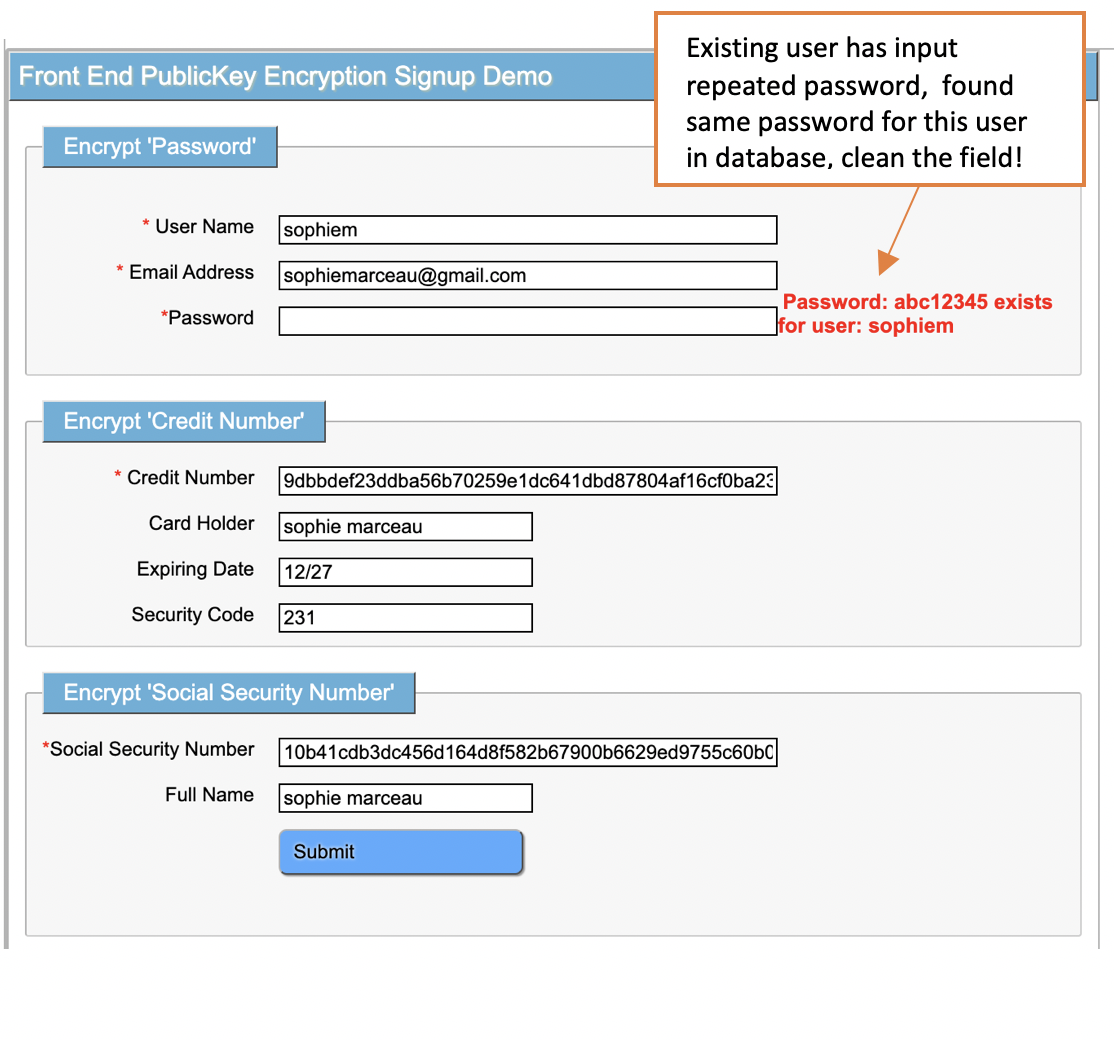 Existing user has input
repeated password,  found
same password for this user
in database, clean the field!
Front End PublicKey Encryption Signup Demo
Encrypt 'Password'
* User Name
sophiem
* Email Address
sophiemarceau@gmail.com
*Password
Password: abc12345 exists
for user: sophiem
Encrypt 'Credit Number'
* Credit Number
9dbbdef23ddba56b70259e1dc641dbd87804af16cf0ba23
Card Holder
sophie marceau
Expiring Date
12/27
Security Code
231
Encrypt 'Social Security Number'
*Social Security Number
10b41cdb3dc456d164d8f582b67900b6629ed9755c60b0
Full Name
sophie marceau
Submit